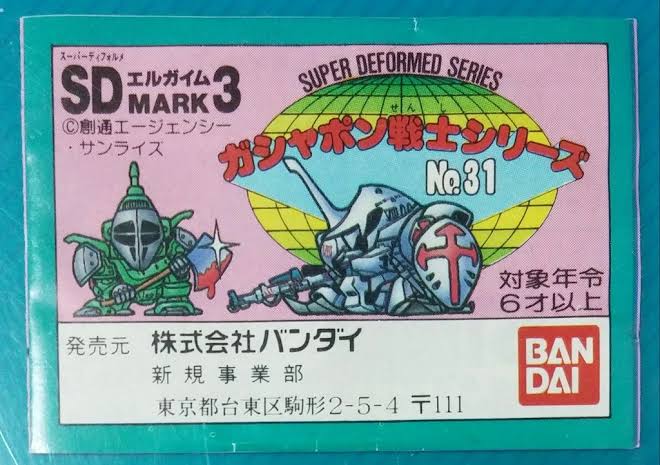 スーパーディフォルメ
SD エルガイム MARK3
©創通エージェンシー
・サンライズ
SUPER DEFORMED SERIES
せんし
ガシャポン戦士シリーズ
No.31
対象年令
6才以上
発売元 株式会社バンダイ
新規事業部
東京都台東区駒形2-5-4 〒111
BAN
DAI